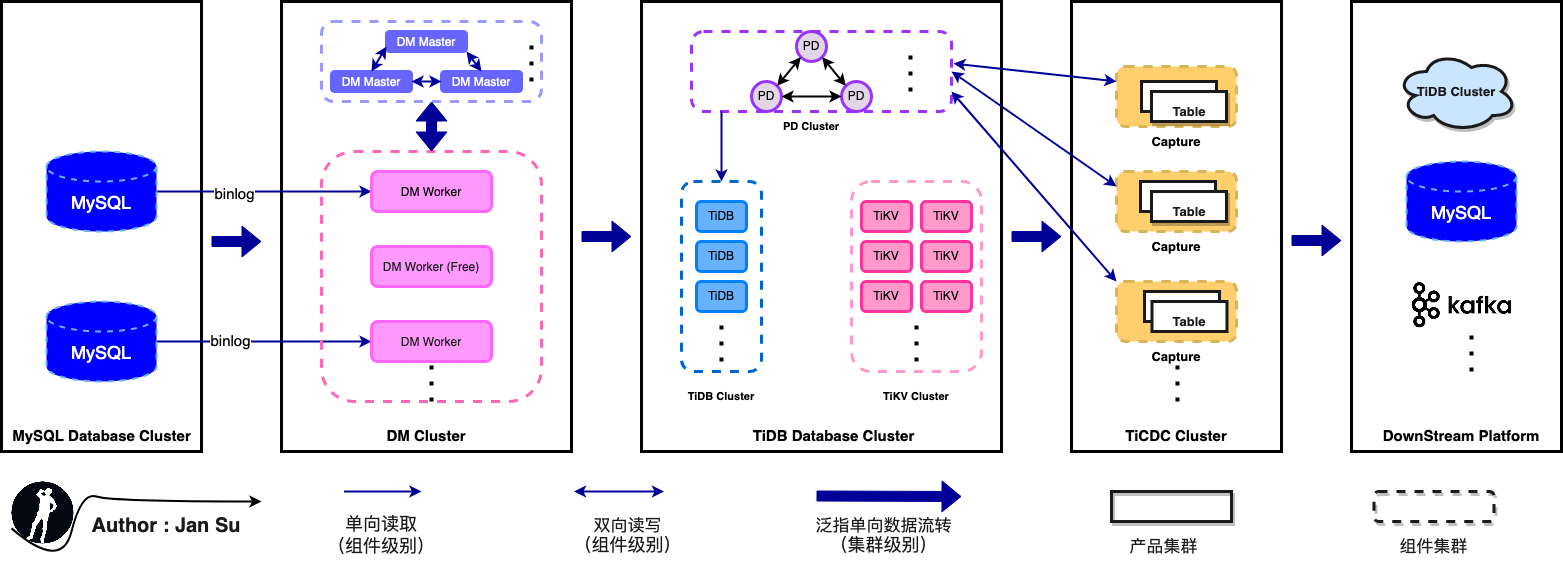 MySQL
binlog
MySQL
binlog
MySQL Database Cluster
DM Master
DM Master
DM Master
DM Worker
DM Worker (Free)
DM Worker
DM Cluster
PD
PD
PD
PD Cluster
TiDB
TiDB
TiDB
TiDB Cluster
TiKV
TiKV
TiKV
TiKV
TiKV
TiKV
TiKV Cluster
TiDB Database Cluster
Table
Capture
Table
Capture
Table
Capture
TiCDC Cluster
TiDB Cluster
MySQL
kafka
DownStream Platform
Author : Jan Su
单向读取
(组件级别)
双向读写
(组件级别)
泛指单向数据流转
(集群级别)
产品集群
组件集群